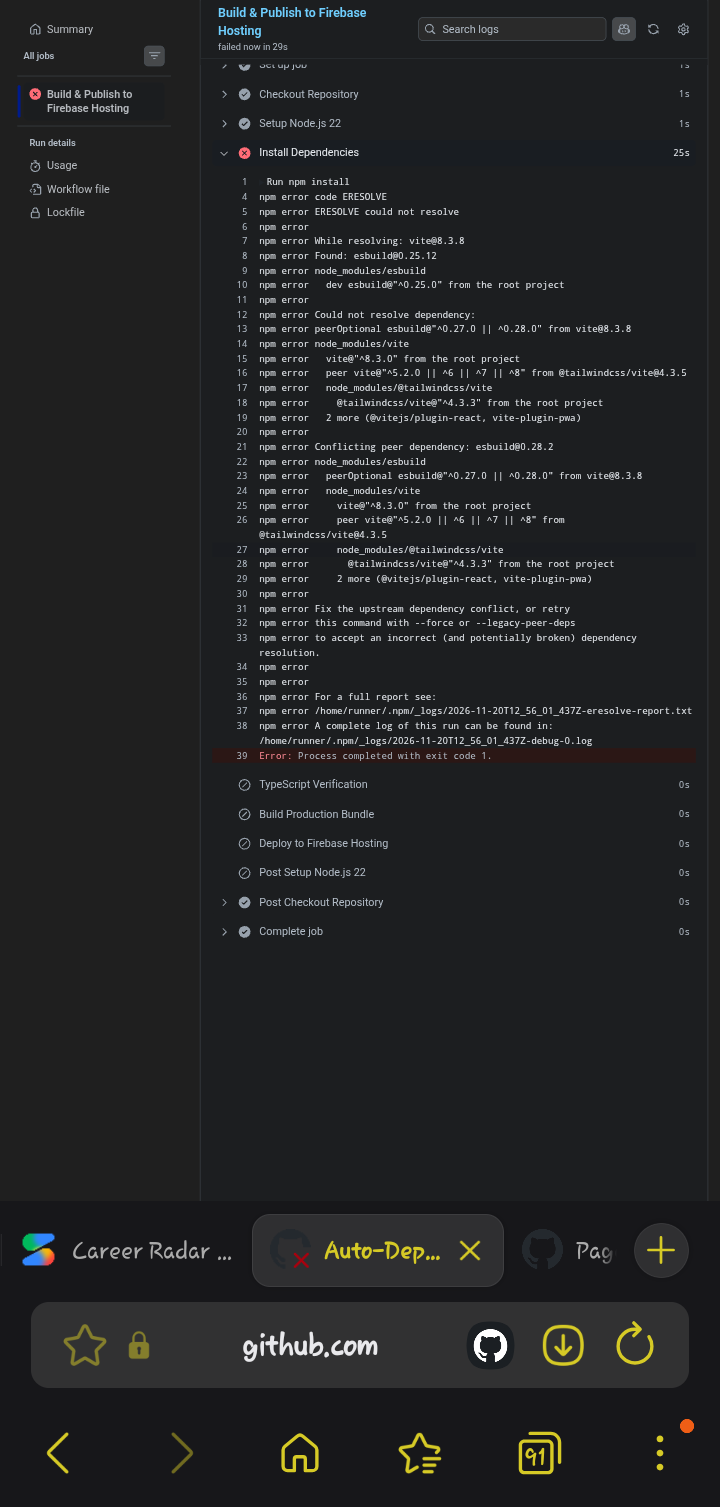 Summary
All jobs
Build & Publish to
Firebase Hosting
Run details
Usage
Workflow file
Lockfile
Build & Publish to Firebase
Hosting
failed now in 29s
Search logs
Set up job 1s
Checkout Repository 1s
Setup Node.js 22 1s
Install Dependencies 25s
1 Run npm install
4 npm error code ERESOLVE
5 npm error ERESOLVE could not resolve
6 npm error
7 npm error While resolving: vite@8.3.8
8 npm error Found: esbuild@0.25.12
9 npm error node_modules/esbuild
10 npm error   dev esbuild@"^0.25.0" from the root project
11 npm error
12 npm error Could not resolve dependency:
13 npm error peerOptional esbuild@"^0.27.0 || ^0.28.0" from vite@8.3.8
14 npm error node_modules/vite
15 npm error   vite@"^8.3.0" from the root project
16 npm error   peer vite@"^5.2.0 || ^6 || ^7 || ^8" from @tailwindcss/vite@4.3.5
17 npm error   node_modules/@tailwindcss/vite
18 npm error     @tailwindcss/vite@"^4.3.3" from the root project
19 npm error   2 more (@vitejs/plugin-react, vite-plugin-pwa)
20 npm error
21 npm error Conflicting peer dependency: esbuild@0.28.2
22 npm error node_modules/esbuild
23 npm error   peerOptional esbuild@"^0.27.0 || ^0.28.0" from vite@8.3.8
24 npm error   node_modules/vite
25 npm error     vite@"^8.3.0" from the root project
26 npm error     peer vite@"^5.2.0 || ^6 || ^7 || ^8" from
@tailwindcss/vite@4.3.5
27 npm error     node_modules/@tailwindcss/vite
28 npm error       @tailwindcss/vite@"^4.3.3" from the root project
29 npm error     2 more (@vitejs/plugin-react, vite-plugin-pwa)
30 npm error
31 npm error Fix the upstream dependency conflict, or retry
32 npm error this command with --force or --legacy-peer-deps
33 npm error to accept an incorrect (and potentially broken) dependency
resolution.
34 npm error
35 npm error
36 npm error For a full report see:
37 npm error /home/runner/.npm/_logs/2026-11-20T12_56_01_437Z-eresolve-report.txt
38 npm error A complete log of this run can be found in:
/home/runner/.npm/_logs/2026-11-20T12_56_01_437Z-debug-0.log
39 Error: Process completed with exit code 1.
TypeScript Verification 0s
Build Production Bundle 0s
Deploy to Firebase Hosting 0s
Post Setup Node.js 22 0s
Post Checkout Repository 0s
Complete job 0s
Career Radar ...
Auto-Dep...
Pag
github.com
91